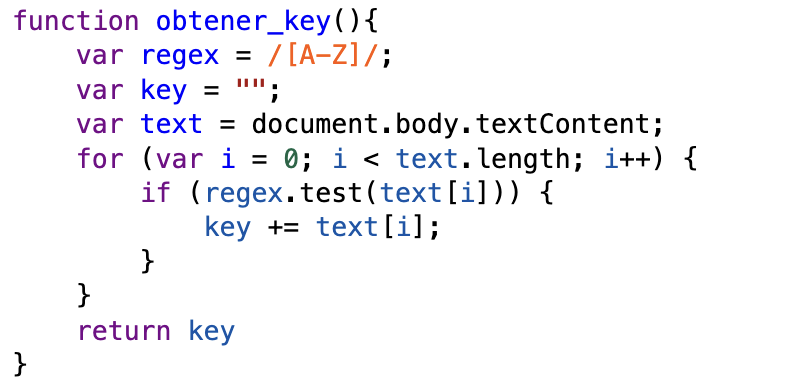 function obtener_key(){
    var regex = /[A-Z]/;
    var key = "";
    var text = document.body.textContent;
    for (var i = 0; i < text.length; i++) {
        if (regex.test(text[i])) {
            key += text[i];
        }
    }
    return key
}